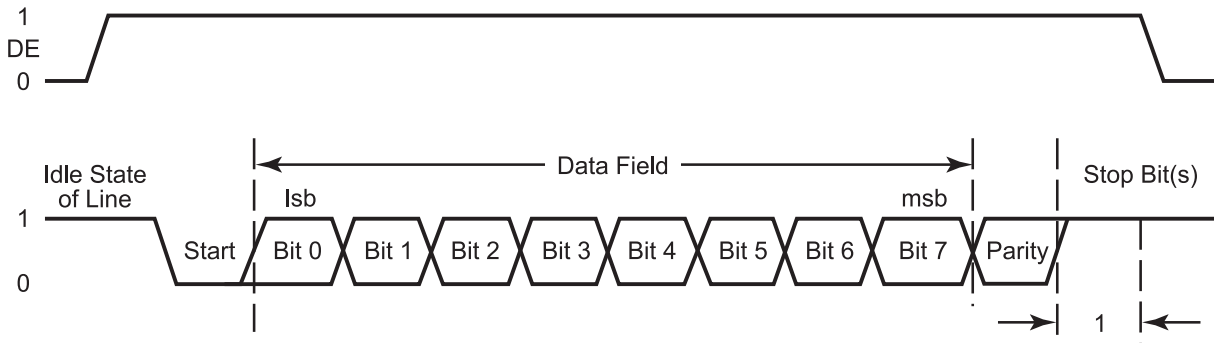 1
DE
0
Data Field
Idle State
of Line
Stop Bit(s)
lsb
msb
1
Start
Bit 0
Bit 1
Bit 2
Bit 3
Bit 4
Bit 5
Bit 6
Bit 7
Parity
0
1